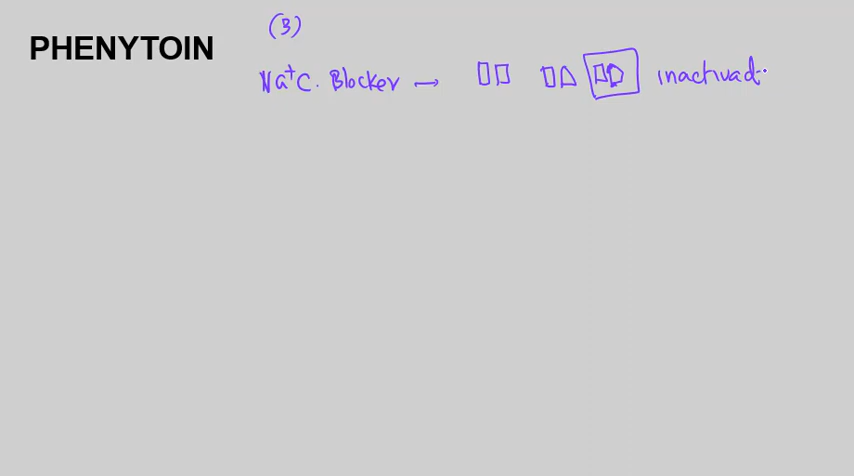 (3)
PHENYTOIN
Na+C. Blocker → inactivat